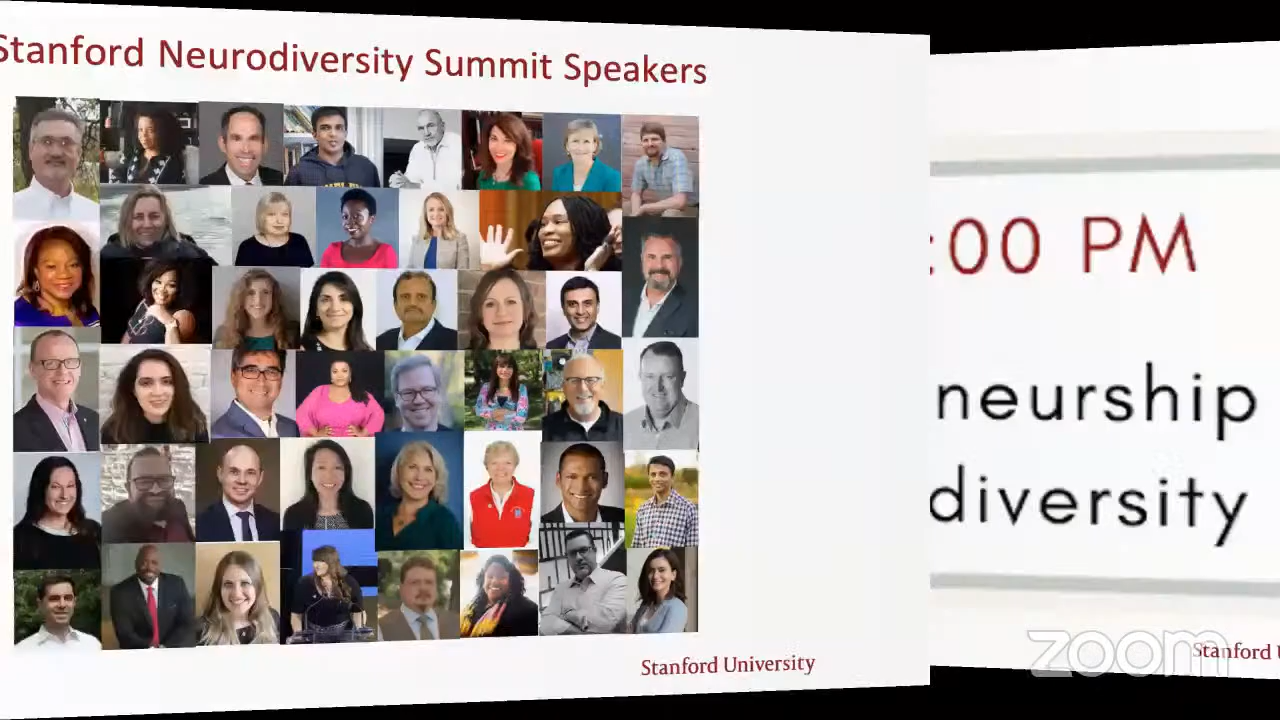 Stanford Neurodiversity Summit Speakers
Stanford University
:00 PM
neurship
diversity
zoom
Stanford U